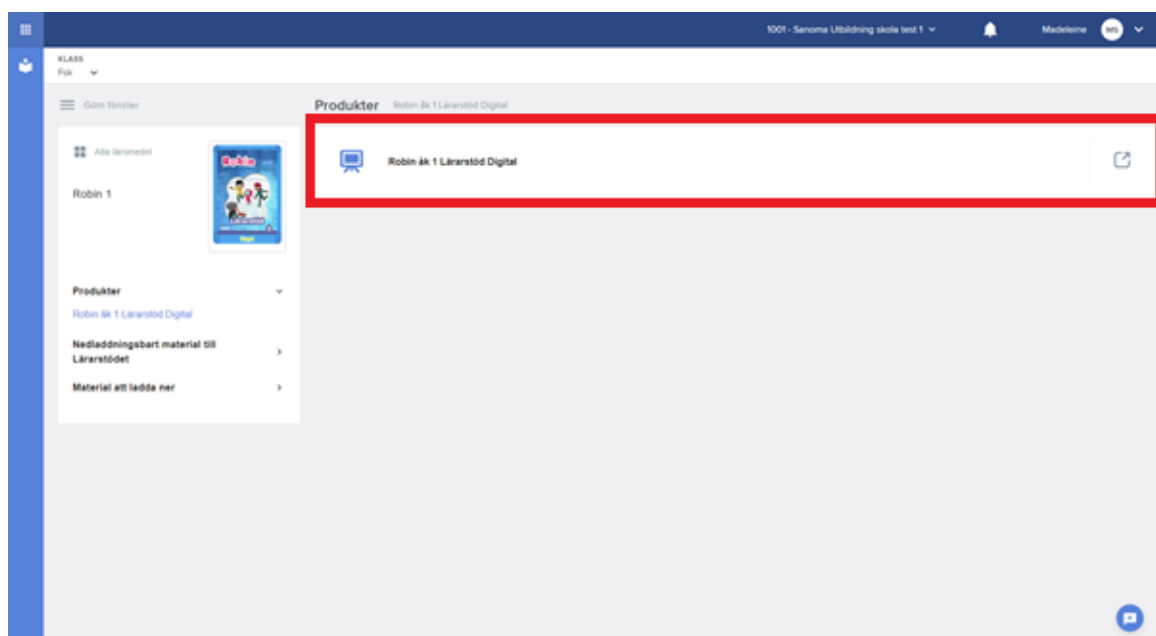 1001 - Sanoma Utbildning skola test 1
Madeleine
MS
KLASS
Fsk
Göm fönster
Produkter
Robin åk 1 Lärarstöd Digital
Alla läromedel
Robin 1
Robin
Lärarstöd
Robin åk 1 Lärarstöd Digital
Produkter
Robin åk 1 Lärarstöd Digital
Nedladdningsbart material till
Lärarstödet
Material att ladda ner